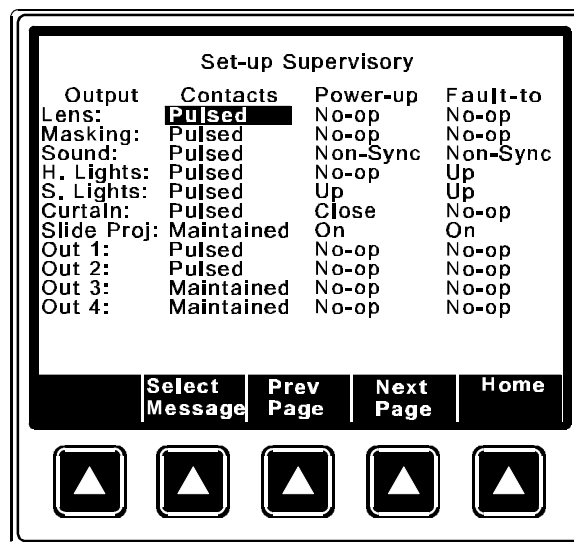 Set-up Supervisory
Output Contacts Power-up Fault-to
Lens: Pulsed No-op No-op
Masking: Pulsed No-op No-op
Sound: Pulsed Non-Sync Non-Sync
H. Lights: Pulsed No-op Up
S. Lights: Pulsed Up Up
Curtain: Pulsed Close No-op
Slide Proj: Maintained On On
Out 1: Pulsed No-op No-op
Out 2: Pulsed No-op No-op
Out 3: Maintained No-op No-op
Out 4: Maintained No-op No-op
Select Prev Next Home
Message Page Page